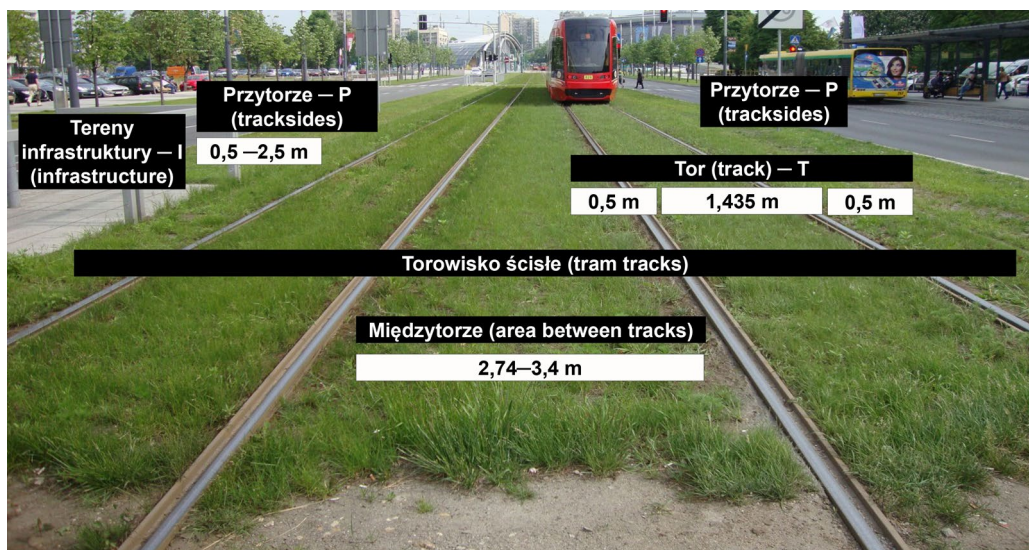 Przytorze – P
(tracksides)
0,5 –2,5 m
Tereny
infrastruktury – I
(infrastructure)
Przytorze – P
(tracksides)
Tor (track) – T
0,5 m
1,435 m
0,5 m
Torowisko ścisłe (tram tracks)
Międzytorze (area between tracks)
2,74–3,4 m